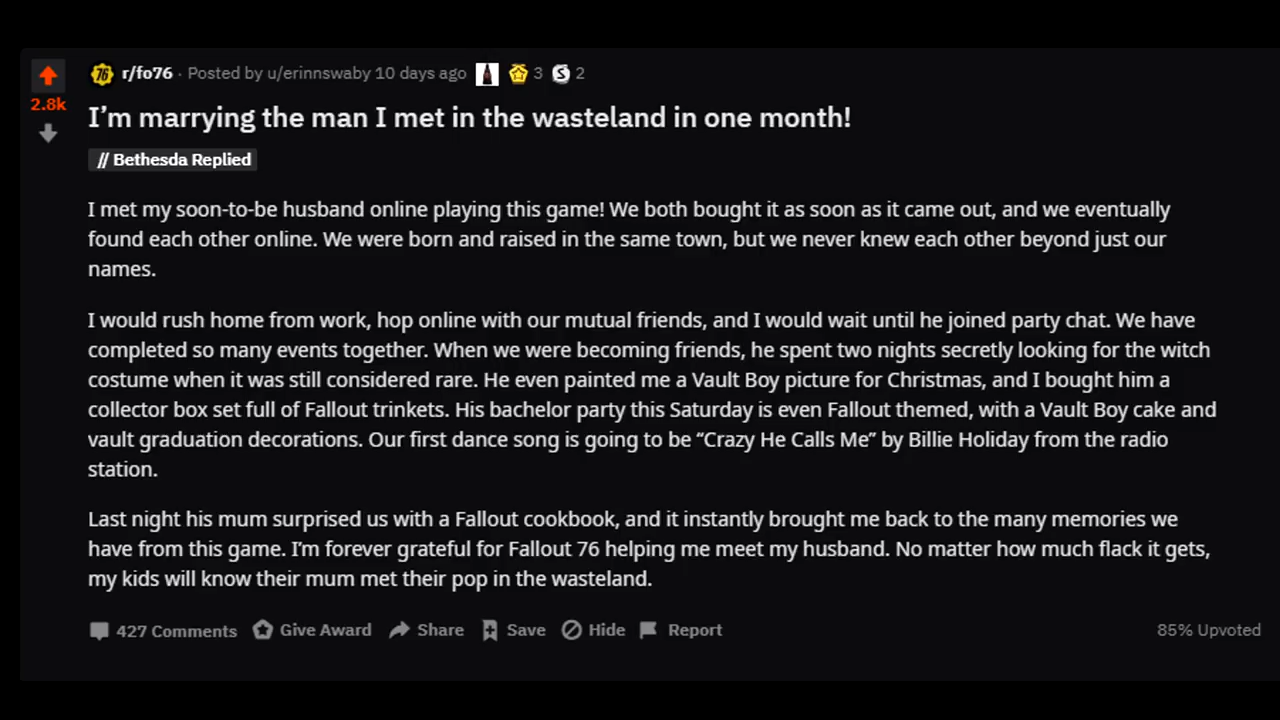 r/fo76 · Posted by u/erinnswaby 10 days ago 3 2
2.8k
I’m marrying the man I met in the wasteland in one month!
// Bethesda Replied
I met my soon-to-be husband online playing this game! We both bought it as soon as it came out, and we eventually
found each other online. We were born and raised in the same town, but we never knew each other beyond just our
names.
I would rush home from work, hop online with our mutual friends, and I would wait until he joined party chat. We have
completed so many events together. When we were becoming friends, he spent two nights secretly looking for the witch
costume when it was still considered rare. He even painted me a Vault Boy picture for Christmas, and I bought him a
collector box set full of Fallout trinkets. His bachelor party this Saturday is even Fallout themed, with a Vault Boy cake and
vault graduation decorations. Our first dance song is going to be “Crazy He Calls Me” by Billie Holiday from the radio
station.
Last night his mum surprised us with a Fallout cookbook, and it instantly brought me back to the many memories we
have from this game. I’m forever grateful for Fallout 76 helping me meet my husband. No matter how much flack it gets,
my kids will know their mum met their pop in the wasteland.
427 Comments Give Award Share Save Hide Report 85% Upvoted